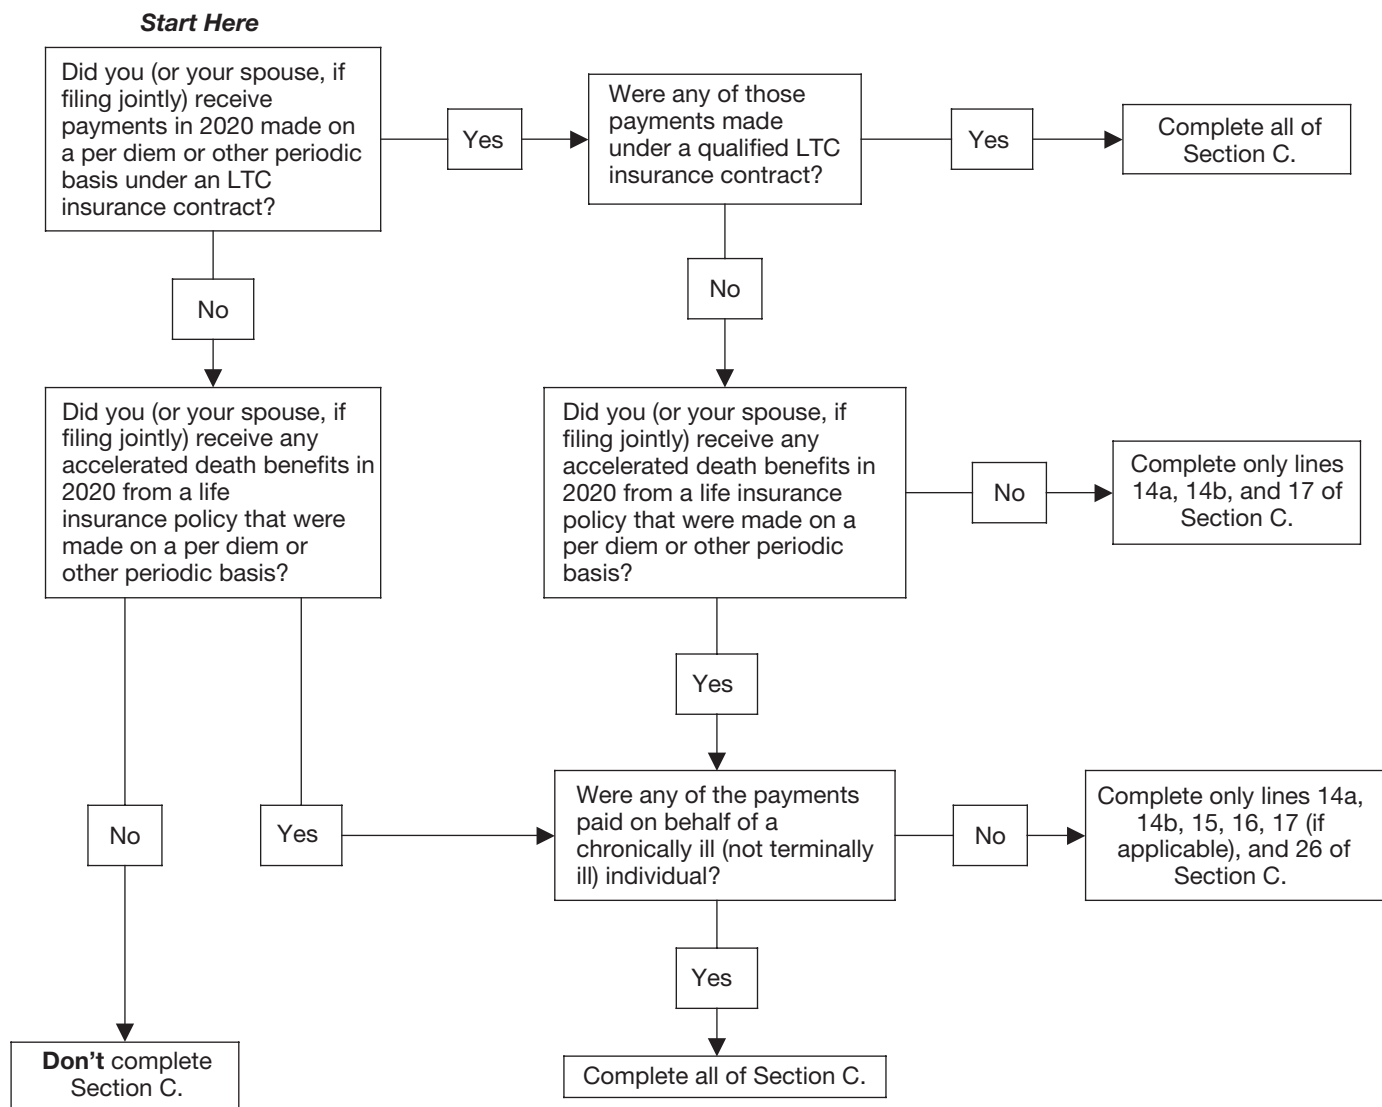 Start Here
Did you (or your spouse, if
filing jointly) receive
payments in 2020 made on
a per diem or other periodic
basis under an LTC
insurance contract?
Yes
Were any of those
payments made
under a qualified LTC
insurance contract?
Yes
Complete all of
Section C.
No
No
Did you (or your spouse, if
filing jointly) receive any
accelerated death benefits in
2020 from a life
insurance policy that were
made on a per diem or
other periodic basis?
Did you (or your spouse, if
filing jointly) receive any
accelerated death benefits in
2020 from a life insurance
policy that were made on a
per diem or other periodic
basis?
No
Complete only lines
14a, 14b, and 17 of
Section C.
Yes
No
Yes
Were any of the payments
paid on behalf of a
chronically ill (not terminally
ill) individual?
No
Complete only lines 14a,
14b, 15, 16, 17 (if
applicable), and 26 of
Section C.
Yes
Don't complete
Section C.
Complete all of Section C.